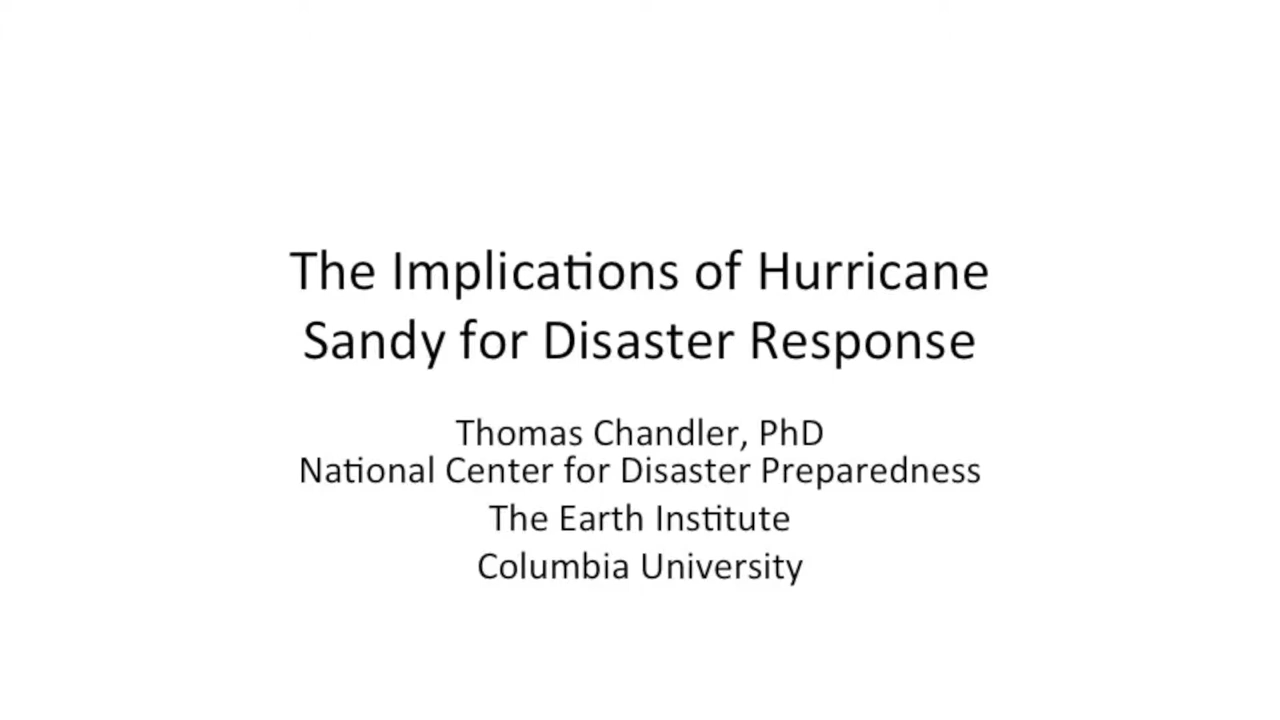 The Implications of Hurricane
Sandy for Disaster Response
Thomas Chandler, PhD
National Center for Disaster Preparedness
The Earth Institute
Columbia University